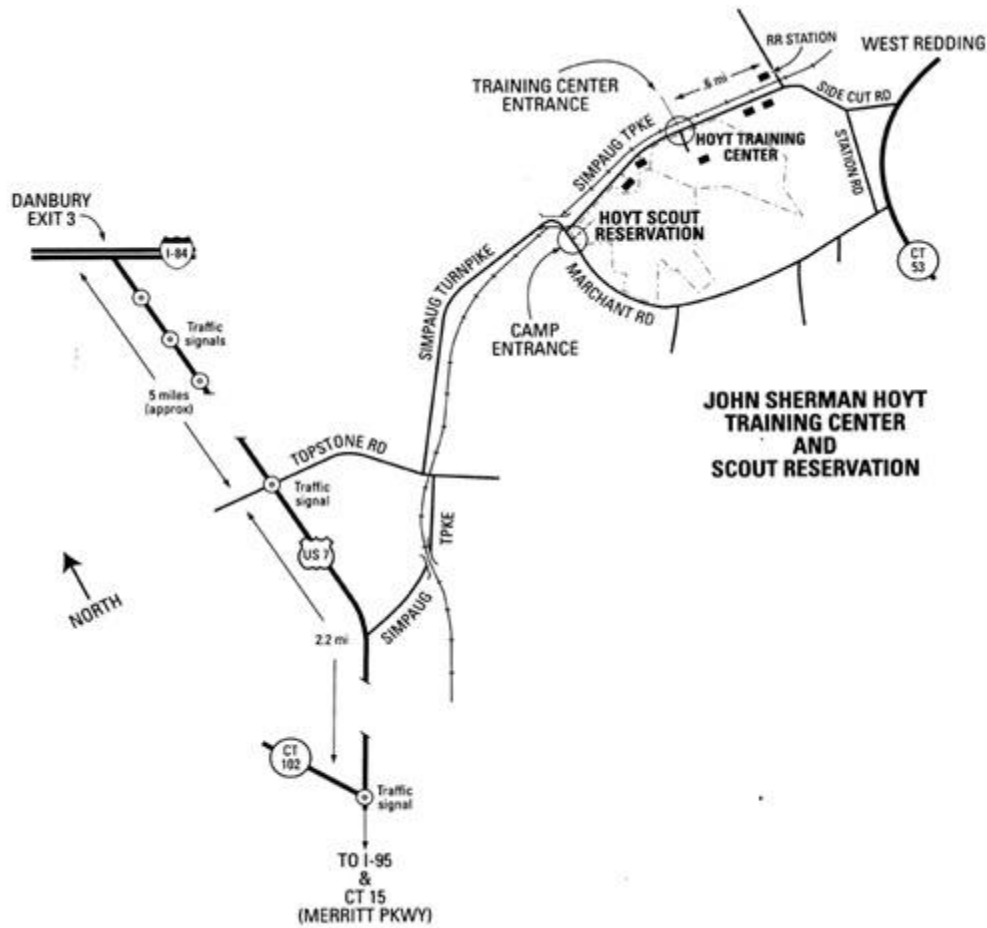 RR STATION
WEST REDDING
.6 mi
TRAINING CENTER
ENTRANCE
SIDE CUT RD
SIMPAUG TPKE
HOYT TRAINING
CENTER
STATION RD
DANBURY
EXIT 3
I-84
HOYT SCOUT
RESERVATION
CT
53
SIMPAUG TURNPIKE
MARCHANT RD
Traffic
signals
CAMP
ENTRANCE
5 miles
(approx)
JOHN SHERMAN HOYT
TRAINING CENTER
AND
SCOUT RESERVATION
TOPSTONE RD
Traffic
signal
TPKE
US 7
NORTH
SIMPAUG
2.2 mi
CT
102
Traffic
signal
TO I-95
&
CT 15
(MERRITT PKWY)